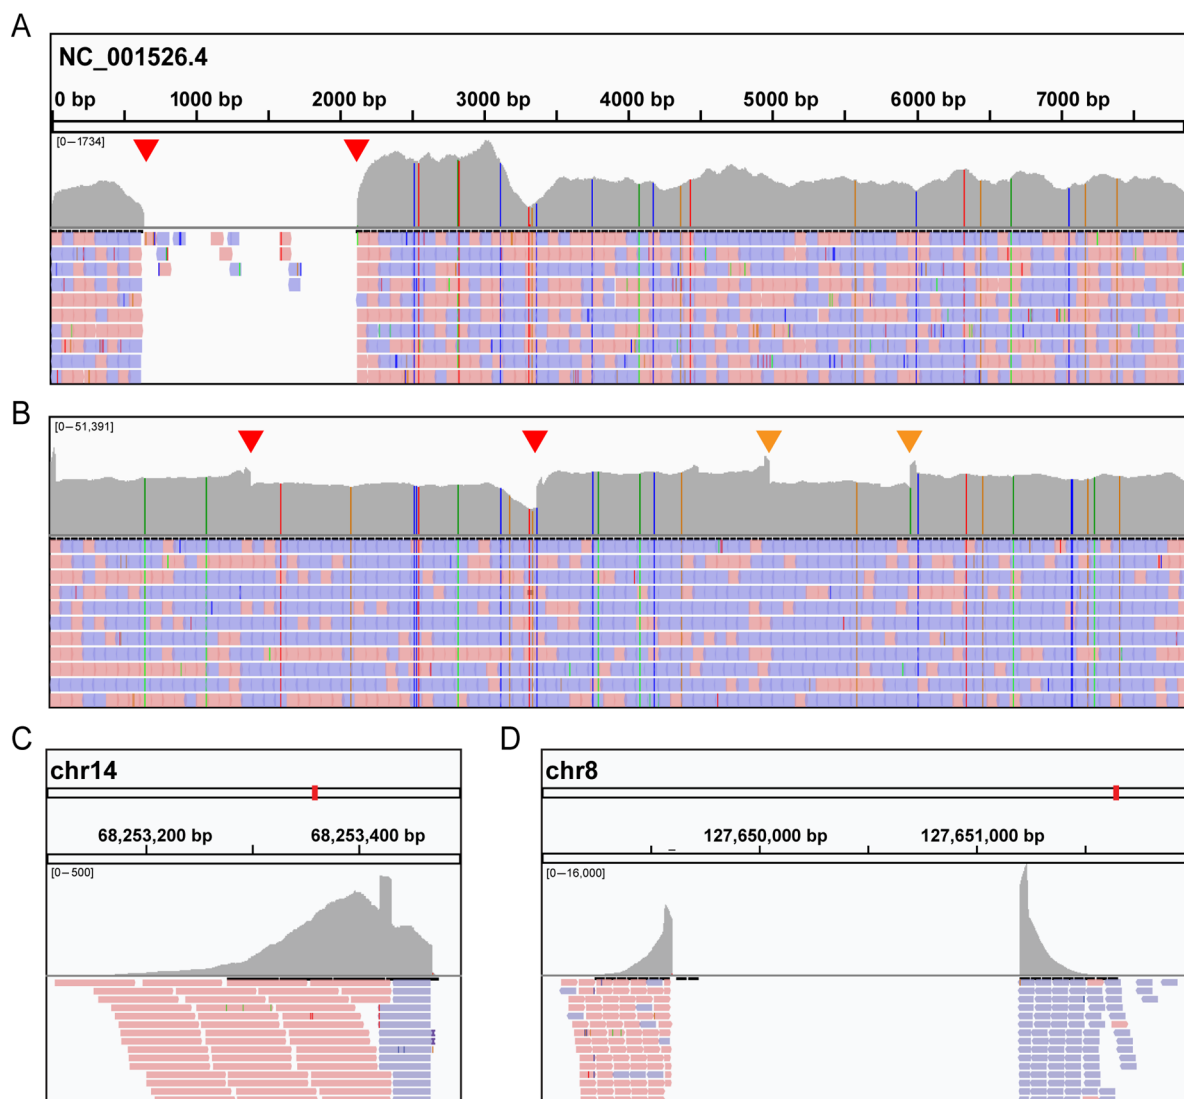 A
NC_001526.4
0 bp 1000 bp 2000 bp 3000 bp 4000 bp 5000 bp 6000 bp 7000 bp
[0–1734]
B
[0–51,391]
C D
chr14 chr8
68,253,200 bp 68,253,400 bp 127,650,000 bp 127,651,000 bp
[0–500] [0–16,000]